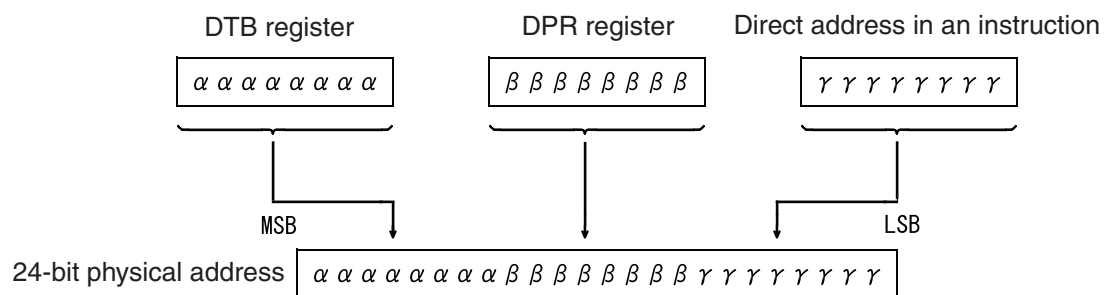 DTB register DPR register Direct address in an instruction
α α α α α α α α β β β β β β β β γ γ γ γ γ γ γ γ
MSB LSB
24-bit physical address α α α α α α α α β β β β β β β β γ γ γ γ γ γ γ γ